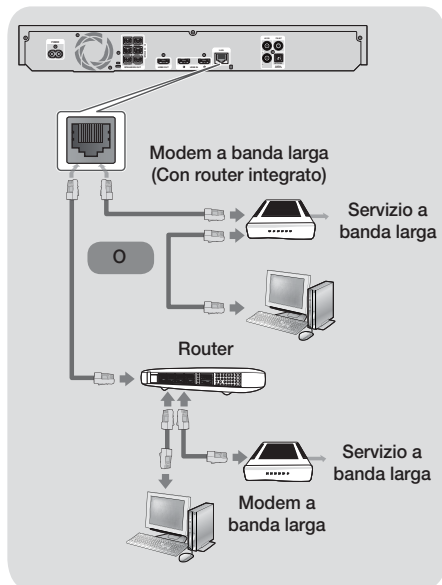 Modem a banda larga
(Con router integrato)
Servizio a
banda larga
O
Router
Servizio a
banda larga
Modem a
banda larga